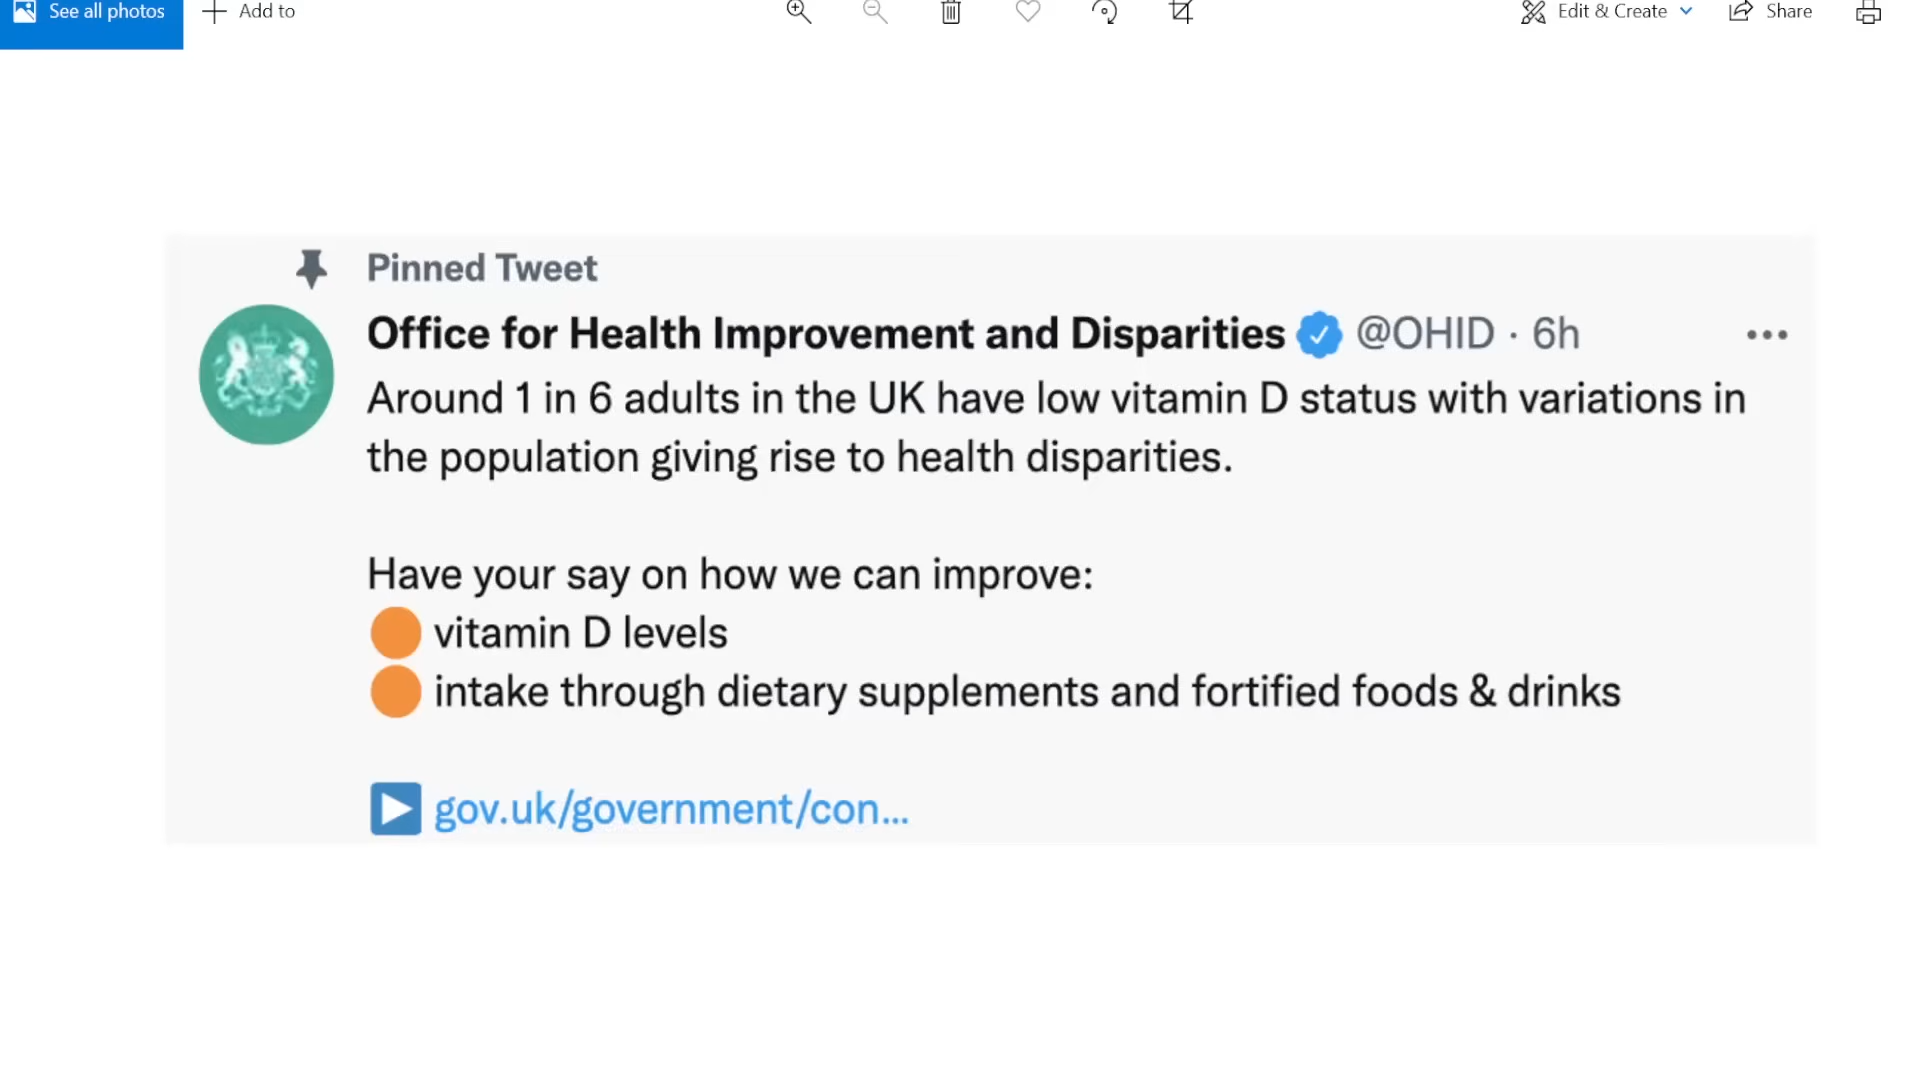 See all photos
Add to
Edit & Create
Share
Pinned Tweet
Office for Health Improvement and Disparities @OHID · 6h
Around 1 in 6 adults in the UK have low vitamin D status with variations in
the population giving rise to health disparities.
Have your say on how we can improve:
vitamin D levels
intake through dietary supplements and fortified foods & drinks
gov.uk/government/con...